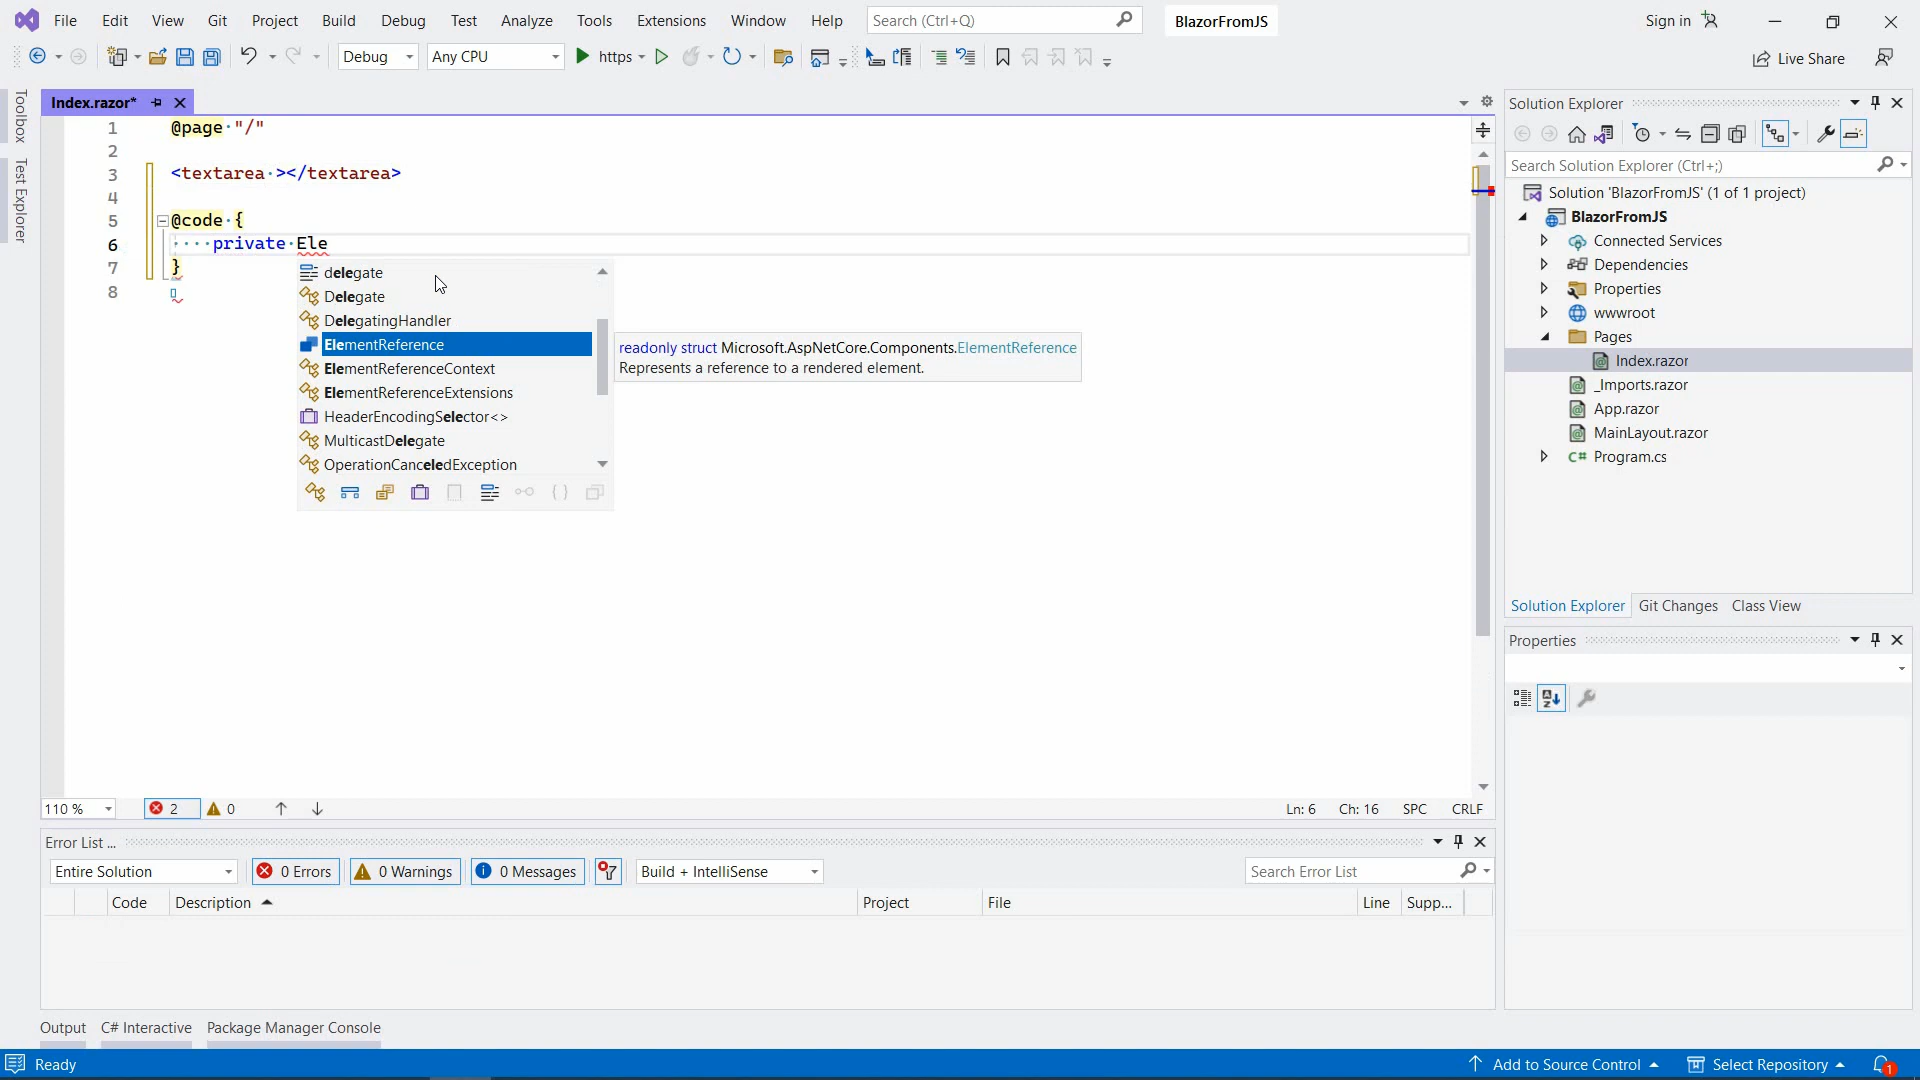 File Edit View Git Project Build Debug Test Analyze Tools Extensions Window Help Search (Ctrl+Q) BlazorFromJS Sign in
Debug Any CPU https Live Share
Toolbox
Test Explorer
Index.razor*
1 @page·"/"
2
3 <textarea·></textarea>
4
5 @code·{
6 ····private·Ele
7 }
8
delegate
Delegate
DelegatingHandler
ElementReference
ElementReferenceContext
ElementReferenceExtensions
HeaderEncodingSelector<>
MulticastDelegate
OperationCanceledException
readonly struct Microsoft.AspNetCore.Components.ElementReference
Represents a reference to a rendered element.
110 % 2 0 Ln: 6 Ch: 16 SPC CRLF
Error List ...
Entire Solution 0 Errors 0 Warnings 0 Messages Build + IntelliSense Search Error List
Code Description Project File Line Supp...
Output C# Interactive Package Manager Console
Solution Explorer
Search Solution Explorer (Ctrl+;)
Solution 'BlazorFromJS' (1 of 1 project)
BlazorFromJS
Connected Services
Dependencies
Properties
wwwroot
Pages
Index.razor
_Imports.razor
App.razor
MainLayout.razor
C# Program.cs
Solution Explorer Git Changes Class View
Properties
Ready Add to Source Control Select Repository 1